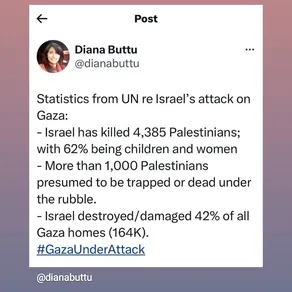 Post
Diana Buttu
@dianabuttu
Statistics from UN re Israel's attack on
Gaza:
- Israel has killed 4,385 Palestinians;
with 62% being children and women
- More than 1,000 Palestinians
presumed to be trapped or dead under
the rubble.
- Israel destroyed/damaged 42% of all
Gaza homes (164K).
#GazaUnderAttack
@dianabuttu